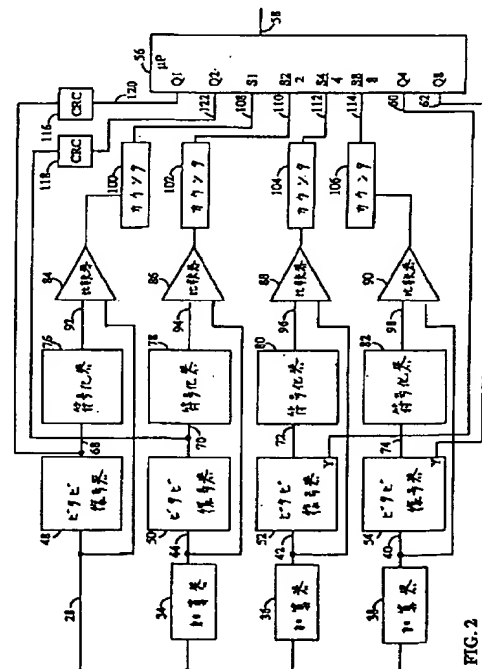 58
56
μP
Q1
Q2
S1
S2
2
S4
4
S8
8
Q4
Q8
116
CRC
120
118
CRC
122
108
110
112
114
60
62
100
カウンタ
102
カウンタ
104
カウンタ
106
カウンタ
84
比較器
86
比較器
88
比較器
90
比較器
92
94
96
98
76
符号化器
78
符号化器
80
符号化器
82
符号化器
68
70
72
74
48
ビタビ
復号器
50
ビタビ
復号器
52
ビタビ
復号器
Y
54
ビタビ
復号器
Y
28
44
42
40
34
加算器
36
加算器
38
加算器
FIG. 2